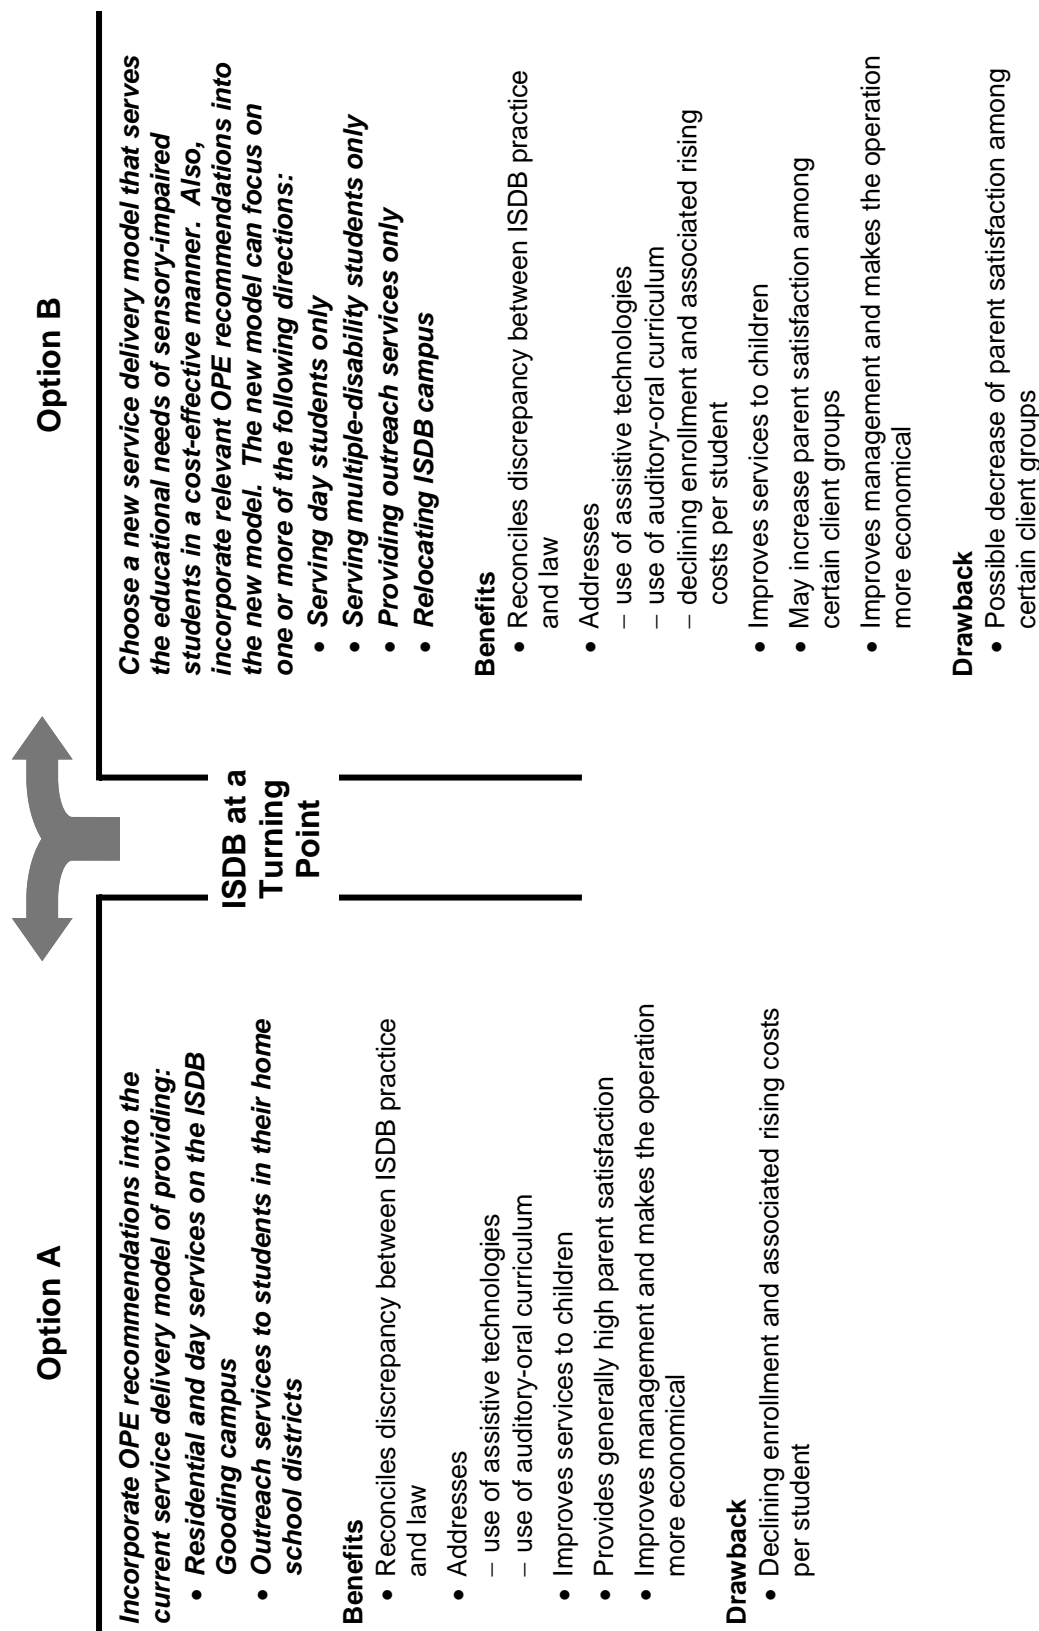 Option A
Incorporate OPE recommendations into the
current service delivery model of providing:
• Residential and day services on the ISDB
Gooding campus
• Outreach services to students in their home
school districts
Benefits
• Reconciles discrepancy between ISDB practice
and law
• Addresses
– use of assistive technologies
– use of auditory-oral curriculum
• Improves services to children
• Provides generally high parent satisfaction
• Improves management and makes the operation
more economical
Drawback
• Declining enrollment and associated rising costs
per student
ISDB at a
Turning
Point
Option B
Choose a new service delivery model that serves
the educational needs of sensory-impaired
students in a cost-effective manner.  Also,
incorporate relevant OPE recommendations into
the new model.  The new model can focus on
one or more of the following directions:
• Serving day students only
• Serving multiple-disability students only
• Providing outreach services only
• Relocating ISDB campus
Benefits
• Reconciles discrepancy between ISDB practice
and law
• Addresses
– use of assistive technologies
– use of auditory-oral curriculum
– declining enrollment and associated rising
costs per student
• Improves services to children
• May increase parent satisfaction among
certain client groups
• Improves management and makes the operation
more economical
Drawback
• Possible decrease of parent satisfaction among
certain client groups